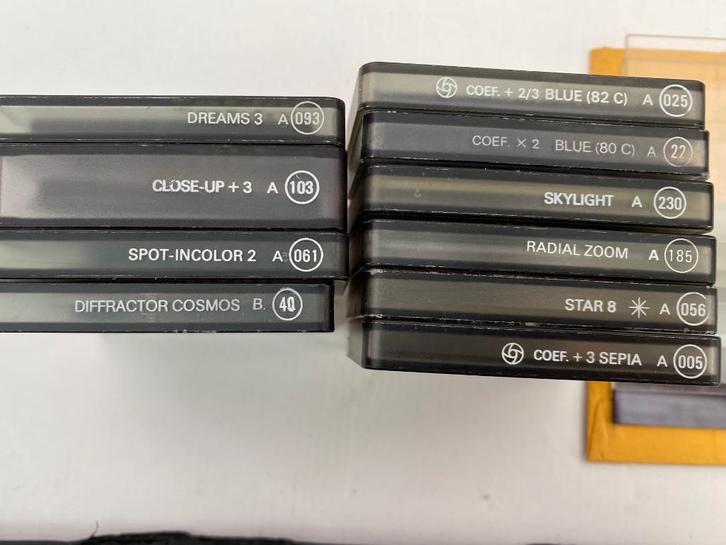 DREAMS 3 A 093
CLOSE-UP + 3 A 103
SPOT-INCOLOR 2 A 061
DIFFRACTOR COSMOS B. 40
COEF. + 2/3 BLUE (82 C) A 025
COEF. × 2 BLUE (80 C) A. 22
SKYLIGHT A 230
RADIAL ZOOM A 185
STAR 8 A 056
COEF. + 3 SEPIA A 005